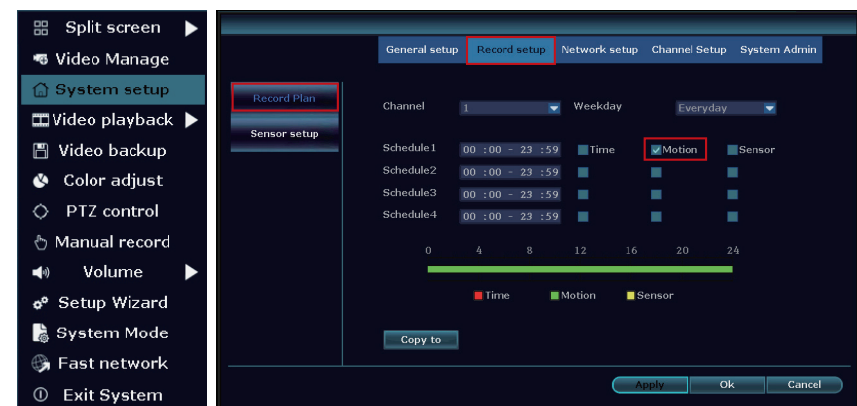 Split screen
Video Manage
System setup
Video playback
Video backup
Color adjust
PTZ control
Manual record
Volume
Setup Wizard
System Mode
Fast network
Exit System
General setup Record setup Network setup Channel Setup System Admin
Record Plan
Sensor setup
Channel 1 Weekday Everyday
Schedule1 00 :00 - 23 :59 Time Motion Sensor
Schedule2 00 :00 - 23 :59
Schedule3 00 :00 - 23 :59
Schedule4 00 :00 - 23 :59
0 4 8 12 16 20 24
Time Motion Sensor
Copy to
Apply Ok Cancel